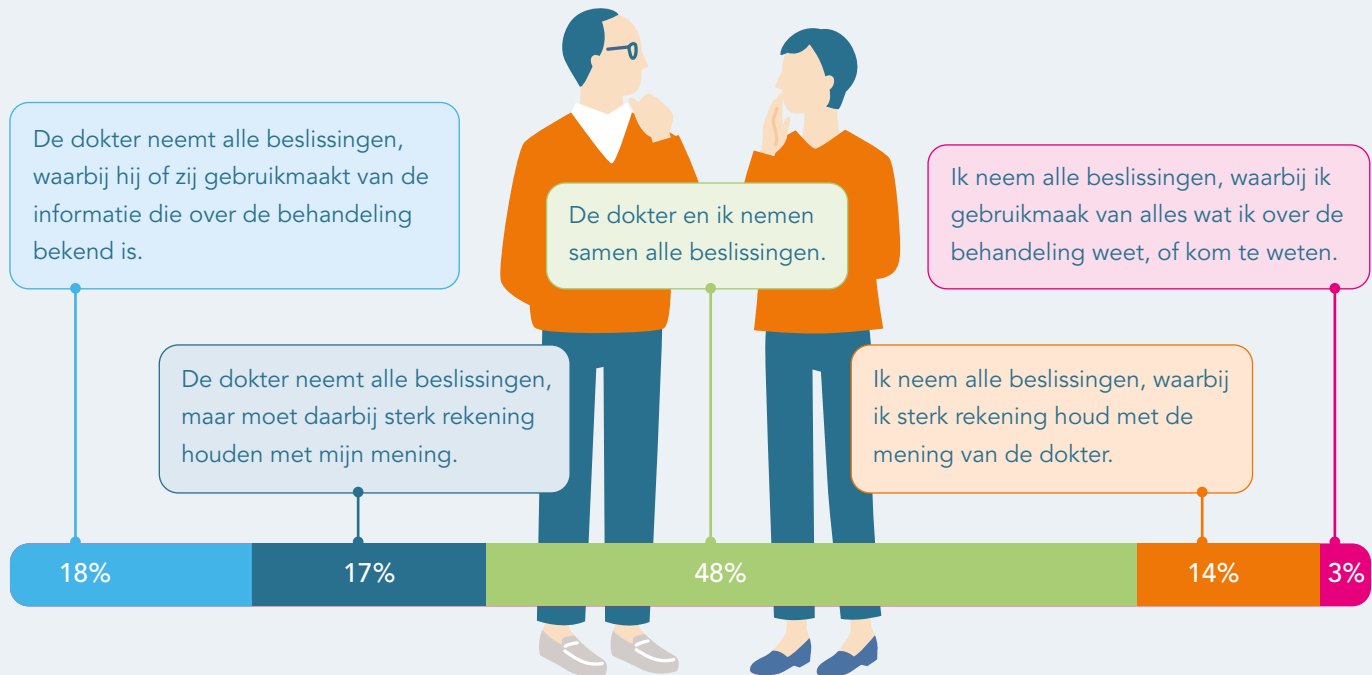 De dokter neemt alle beslissingen,
waarbij hij of zij gebruikmaakt van de
informatie die over de behandeling
bekend is.
De dokter neemt alle beslissingen,
maar moet daarbij sterk rekening
houden met mijn mening.
De dokter en ik nemen
samen alle beslissingen.
Ik neem alle beslissingen, waarbij
ik sterk rekening houd met de
mening van de dokter.
Ik neem alle beslissingen, waarbij ik
gebruikmaak van alles wat ik over de
behandeling weet, of kom te weten.
18%
17%
48%
14%
3%